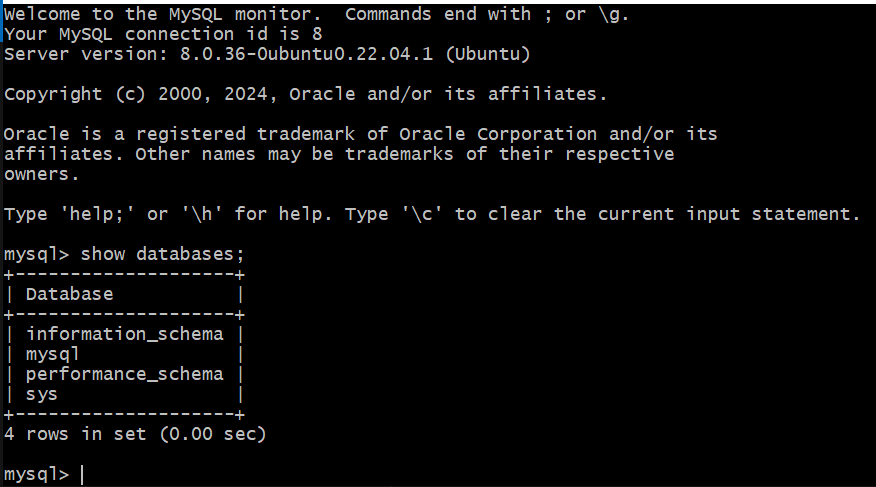 Welcome to the MySQL monitor.  Commands end with ; or \g.
Your MySQL connection id is 8
Server version: 8.0.36-0ubuntu0.22.04.1 (Ubuntu)
Copyright (c) 2000, 2024, Oracle and/or its affiliates.
Oracle is a registered trademark of Oracle Corporation and/or its
affiliates. Other names may be trademarks of their respective
owners.
Type 'help;' or '\h' for help. Type '\c' to clear the current input statement.
mysql> show databases;
+--------------------+
| Database           |
+--------------------+
| information_schema |
| mysql              |
| performance_schema |
| sys                |
+--------------------+
4 rows in set (0.00 sec)
mysql>